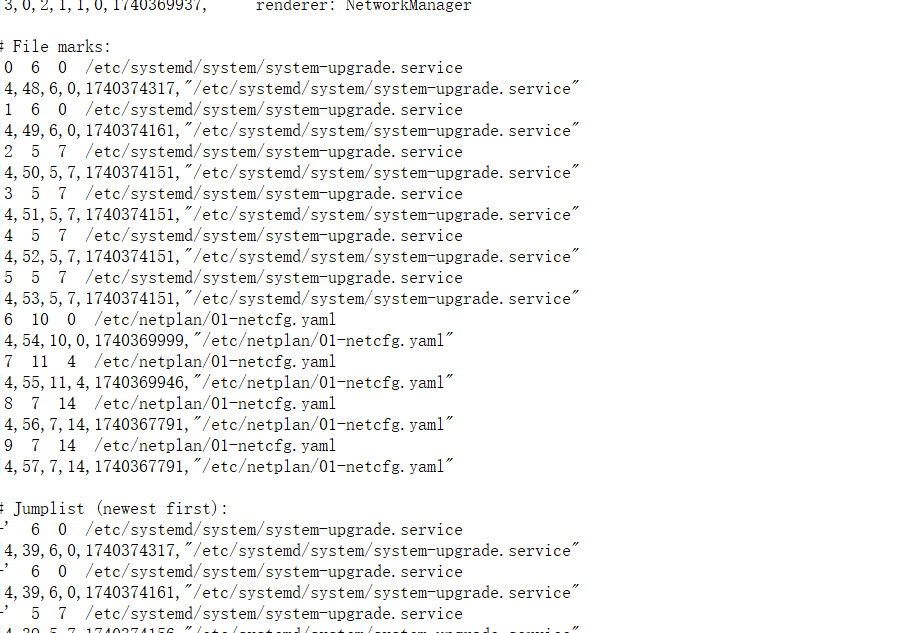 3,0,2,1,1,0,1740369937,     renderer: NetworkManager
# File marks:
0  6  0  /etc/systemd/system/system-upgrade.service
4,48,6,0,1740374317,"/etc/systemd/system/system-upgrade.service"
1  6  0  /etc/systemd/system/system-upgrade.service
4,49,6,0,1740374161,"/etc/systemd/system/system-upgrade.service"
2  5  7  /etc/systemd/system/system-upgrade.service
4,50,5,7,1740374151,"/etc/systemd/system/system-upgrade.service"
3  5  7  /etc/systemd/system/system-upgrade.service
4,51,5,7,1740374151,"/etc/systemd/system/system-upgrade.service"
4  5  7  /etc/systemd/system/system-upgrade.service
4,52,5,7,1740374151,"/etc/systemd/system/system-upgrade.service"
5  5  7  /etc/systemd/system/system-upgrade.service
4,53,5,7,1740374151,"/etc/systemd/system/system-upgrade.service"
6  10  0  /etc/netplan/01-netcfg.yaml
4,54,10,0,1740369999,"/etc/netplan/01-netcfg.yaml"
7  11  4  /etc/netplan/01-netcfg.yaml
4,55,11,4,1740369946,"/etc/netplan/01-netcfg.yaml"
8  7  14  /etc/netplan/01-netcfg.yaml
4,56,7,14,1740367791,"/etc/netplan/01-netcfg.yaml"
9  7  14  /etc/netplan/01-netcfg.yaml
4,57,7,14,1740367791,"/etc/netplan/01-netcfg.yaml"
# Jumplist (newest first):
-'  6  0  /etc/systemd/system/system-upgrade.service
4,39,6,0,1740374317,"/etc/systemd/system/system-upgrade.service"
-'  6  0  /etc/systemd/system/system-upgrade.service
4,39,6,0,1740374161,"/etc/systemd/system/system-upgrade.service"
-'  5  7  /etc/systemd/system/system-upgrade.service
4,39,5,7,1740374156,"/etc/systemd/system/system-upgrade.service"